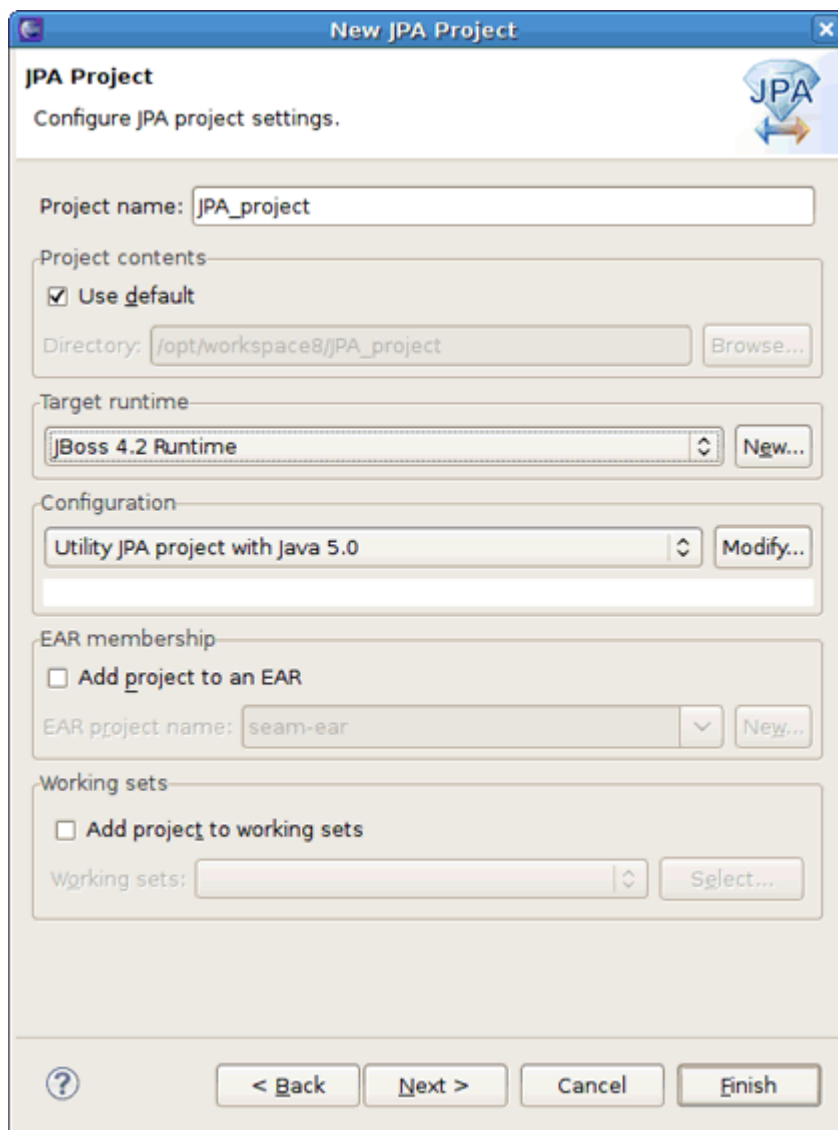 New JPA Project
JPA Project
Configure JPA project settings.
JPA
Project name: JPA_project
Project contents
Use default
Directory: /opt/workspace8/JPA_project Browse...
Target runtime
JBoss 4.2 Runtime New...
Configuration
Utility JPA project with Java 5.0 Modify...
EAR membership
Add project to an EAR
EAR project name: seam-ear New...
Working sets
Add project to working sets
Working sets: Select...
? < Back Next > Cancel Finish